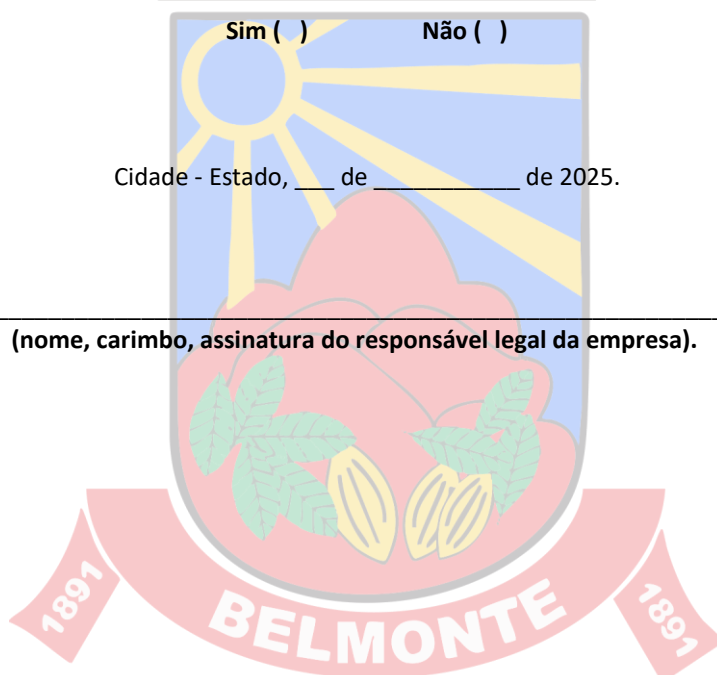 Sim (  )    Não (  )
Cidade - Estado, ___ de ___________ de 2025.
(nome, carimbo, assinatura do responsável legal da empresa).
1891
BELMONTE
1891